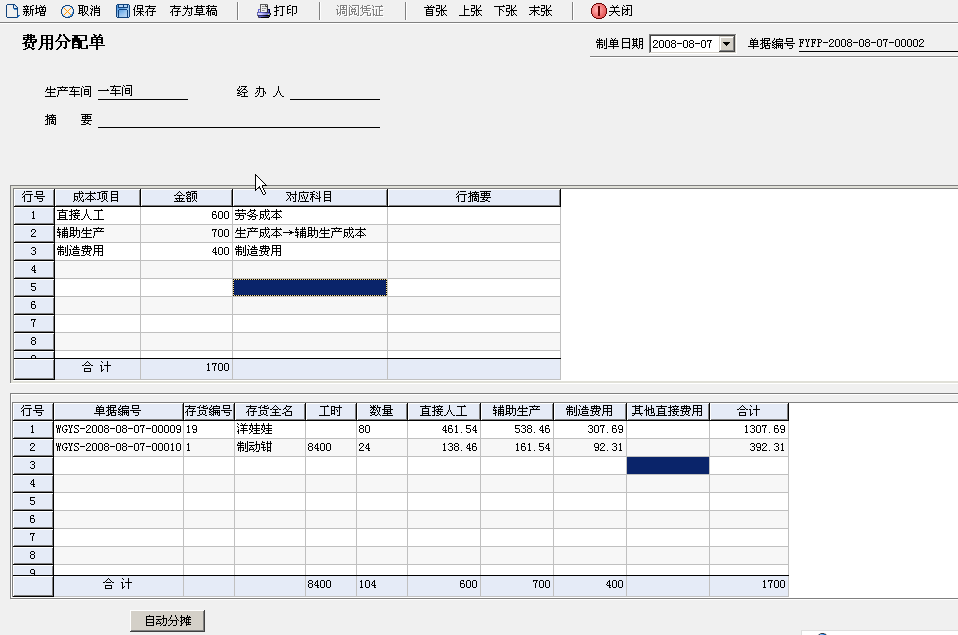 新增 取消 保存 存为草稿 打印 调阅凭证 首张 上张 下张 末张 关闭
费用分配单
制单日期 2008-08-07 单据编号 FYFP-2008-08-07-00002
生产车间 一车间 经 办 人
摘 要
行号 成本项目 金额 对应科目 行摘要
1 直接人工 600 劳务成本
2 辅助生产 700 生产成本→辅助生产成本
3 制造费用 400 制造费用
4
5
6
7
8
9
合 计 1700
行号 单据编号 存货编号 存货全名 工时 数量 直接人工 辅助生产 制造费用 其他直接费用 合计
1 WGYS-2008-08-07-00009 19 洋娃娃 80 461.54 538.46 307.69 1307.69
2 WGYS-2008-08-07-00010 1 制动钳 8400 24 138.46 161.54 92.31 392.31
3
4
5
6
7
8
9
合 计 8400 104 600 700 400 1700
自动分摊